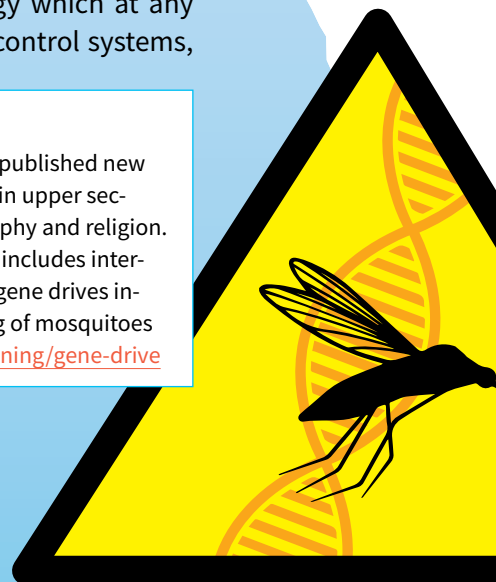 gy which at any
control systems,
published new
in upper sec-
phy and religion.
includes inter-
gene drives in-
g of mosquitoes
ning/gene-drive